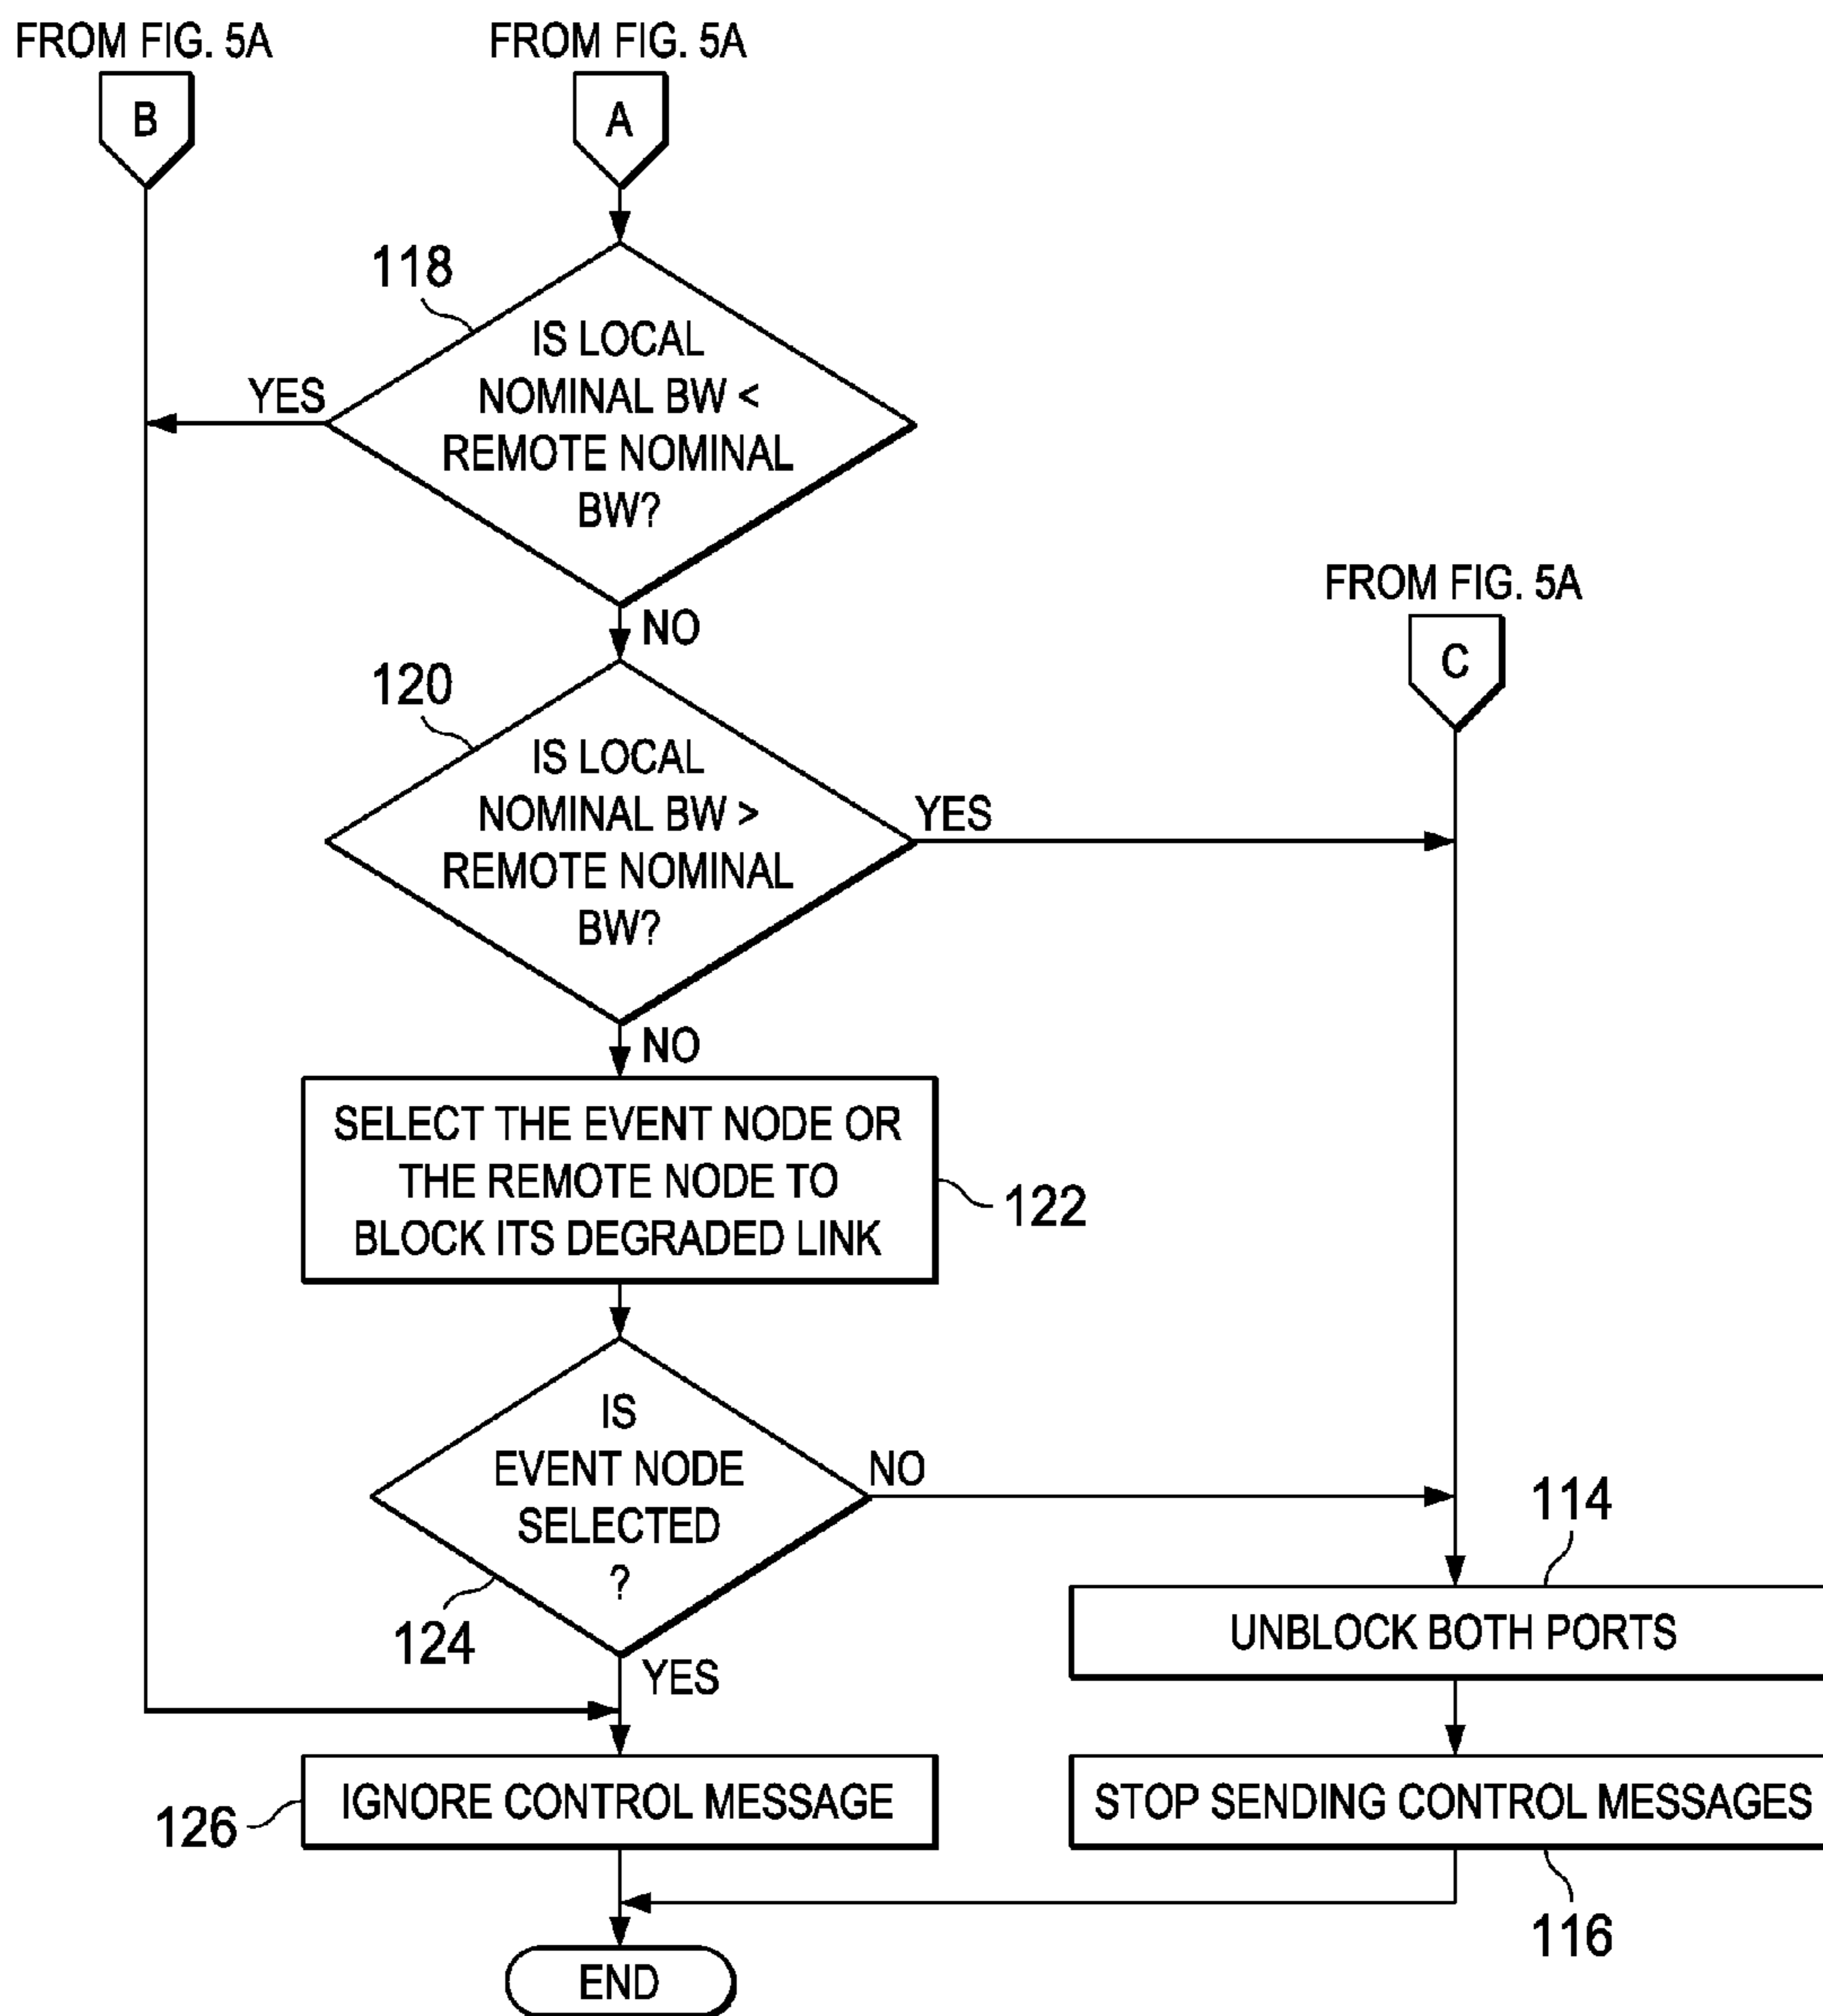 FROM FIG. 5A
FROM FIG. 5A
B
A
118
IS LOCAL
NOMINAL BW <
REMOTE NOMINAL
BW?
YES
NO
FROM FIG. 5A
C
120
IS LOCAL
NOMINAL BW >
REMOTE NOMINAL
BW?
YES
NO
SELECT THE EVENT NODE OR
THE REMOTE NODE TO
BLOCK ITS DEGRADED LINK
122
IS
EVENT NODE
SELECTED
?
NO
124
YES
114
UNBLOCK BOTH PORTS
IGNORE CONTROL MESSAGE
126
STOP SENDING CONTROL MESSAGES
116
END